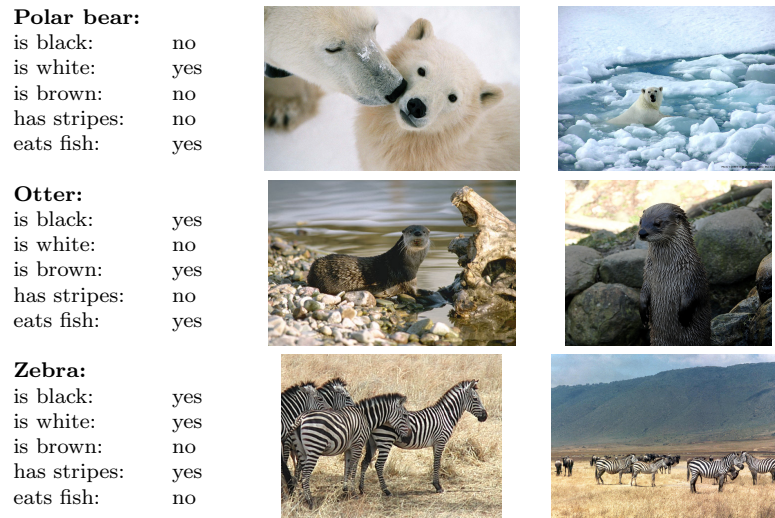 Polar bear:
is black: no
is white: yes
is brown: no
has stripes: no
eats fish: yes
Otter:
is black: yes
is white: no
is brown: yes
has stripes: no
eats fish: yes
Zebra:
is black: yes
is white: yes
is brown: no
has stripes: yes
eats fish: no